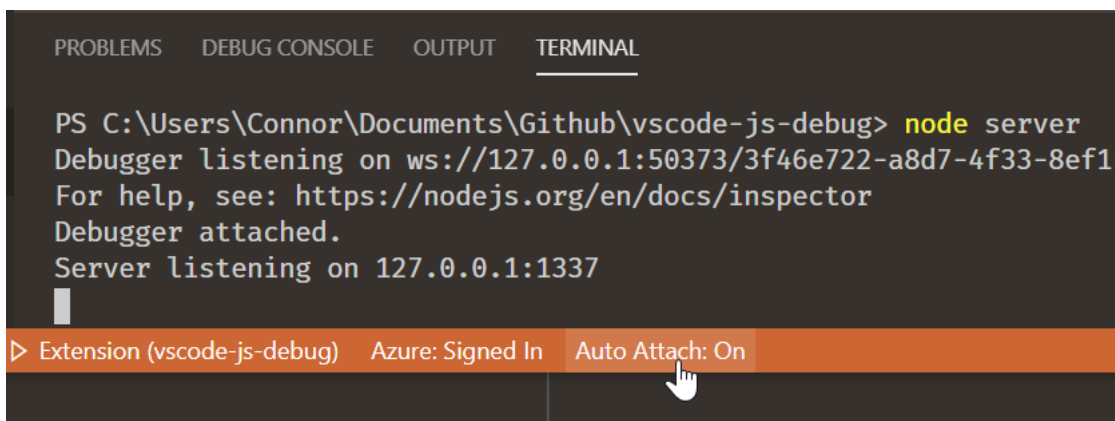 PROBLEMS DEBUG CONSOLE OUTPUT TERMINAL
PS C:\Users\Connor\Documents\Github\vscode-js-debug> node server
Debugger listening on ws://127.0.0.1:50373/3f46e722-a8d7-4f33-8ef1
For help, see: https://nodejs.org/en/docs/inspector
Debugger attached.
Server listening on 127.0.0.1:1337
Extension (vscode-js-debug) Azure: Signed In Auto Attach: On